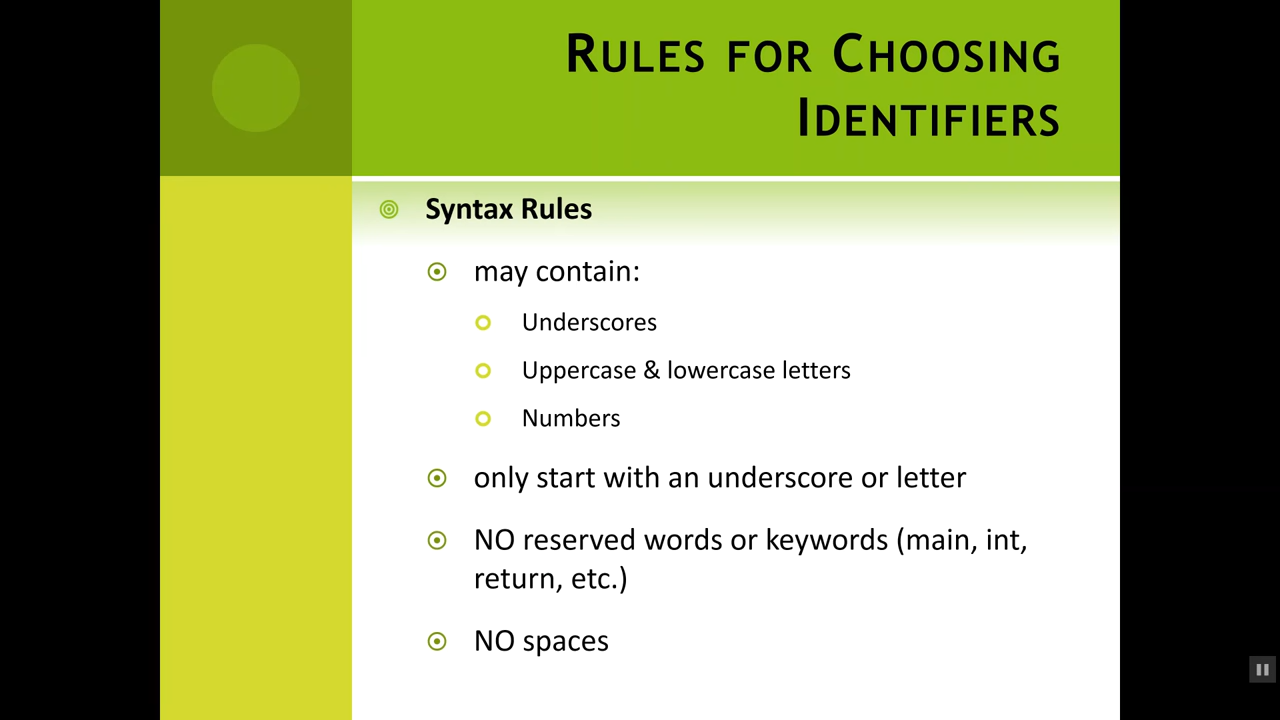 RULES FOR CHOOSING
IDENTIFIERS
Syntax Rules
may contain:
Underscores
Uppercase & lowercase letters
Numbers
only start with an underscore or letter
NO reserved words or keywords (main, int,
return, etc.)
NO spaces